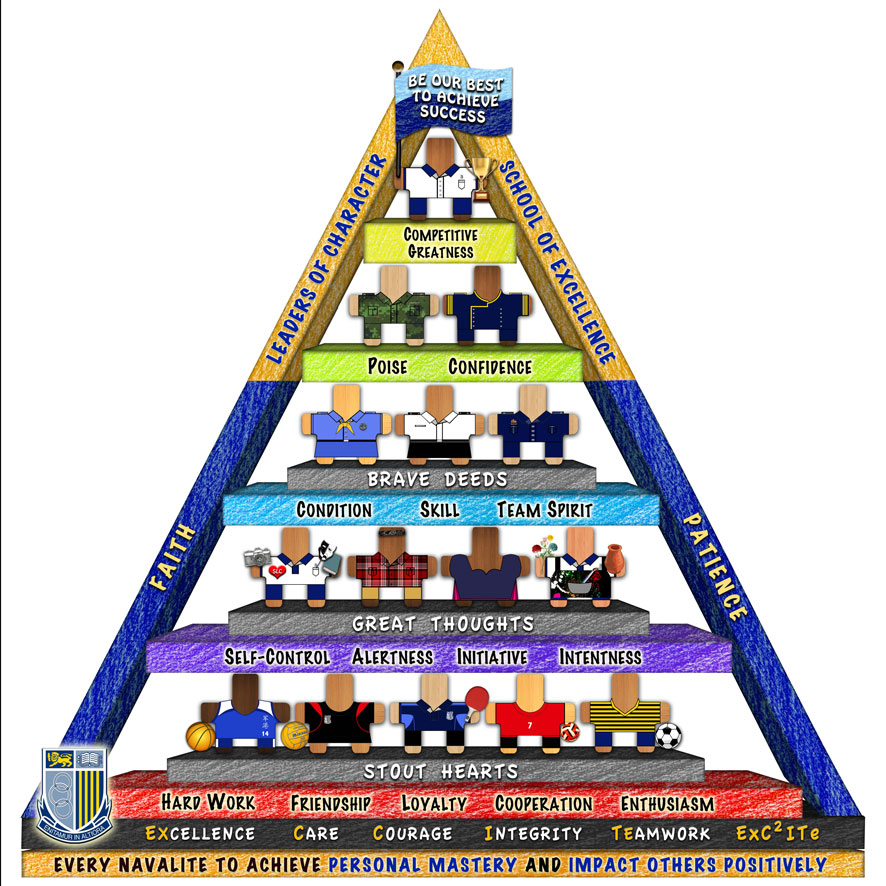 BE OUR BEST
TO ACHIEVE
SUCCESS
LEADERS OF CHARACTER
SCHOOL OF EXCELLENCE
COMPETITIVE
GREATNESS
POISE CONFIDENCE
BRAVE DEEDS
CONDITION SKILL TEAM SPIRIT
FAITH
PATIENCE
SLC
GREAT THOUGHTS
SELF-CONTROL ALERTNESS INITIATIVE INTENTNESS
14
7
STOUT HEARTS
HARD WORK FRIENDSHIP LOYALTY COOPERATION ENTHUSIASM
ENITAMUR IN ALTIORA
EXCELLENCE CARE COURAGE INTEGRITY TEAMWORK EXC²ITe
EVERY NAVALITE TO ACHIEVE PERSONAL MASTERY AND IMPACT OTHERS POSITIVELY